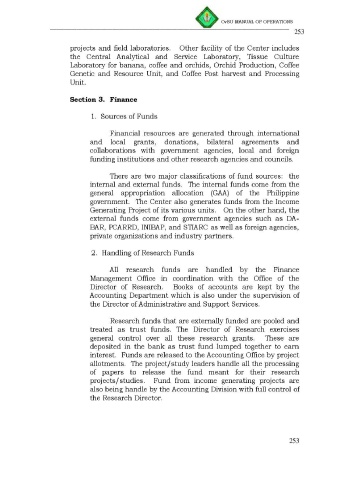 CvSU MANUAL OF OPERATIONS
253
projects and field laboratories. Other facility of the Center includes
the Central Analytical and Service Laboratory, Tissue Culture
Laboratory for banana, coffee and orchids, Orchid Production, Coffee
Genetic and Resource Unit, and Coffee Post harvest and Processing
Unit.
Section 3. Finance
1. Sources of Funds
Financial resources are generated through international
and local grants, donations, bilateral agreements and
collaborations with government agencies, local and foreign
funding institutions and other research agencies and councils.
There are two major classifications of fund sources: the
internal and external funds. The internal funds come from the
general appropriation allocation (GAA) of the Philippine
government. The Center also generates funds from the Income
Generating Project of its various units. On the other hand, the
external funds come from government agencies such as DA-
BAR, PCARRD, INIBAP, and STIARC as well as foreign agencies,
private organizations and industry partners.
2. Handling of Research Funds
All research funds are handled by the Finance
Management Office in coordination with the Office of the
Director of Research. Books of accounts are kept by the
Accounting Department which is also under the supervision of
the Director of Administrative and Support Services.
Research funds that are externally funded are pooled and
treated as trust funds. The Director of Research exercises
general control over all these research grants. These are
deposited in the bank as trust fund lumped together to earn
interest. Funds are released to the Accounting Office by project
allotments. The project/study leaders handle all the processing
of papers to release the fund meant for their research
projects/studies. Fund from income generating projects are
also being handle by the Accounting Division with full control of
the Research Director.
253